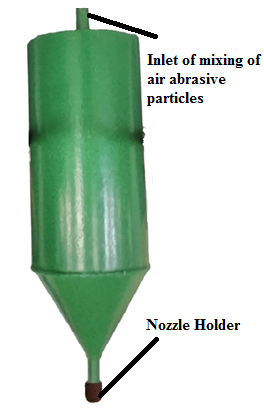 Inlet of mixing of
air abrasive
particles
Nozzle Holder